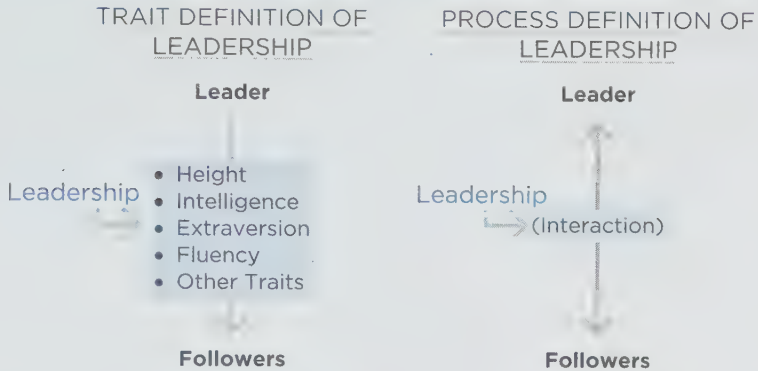 TRAIT DEFINITION OF
LEADERSHIP
Leader
Leadership
• Height
• Intelligence
• Extraversion
• Fluency
• Other Traits
Followers
PROCESS DEFINITION OF
LEADERSHIP
Leader
Leadership
(Interaction)
Followers